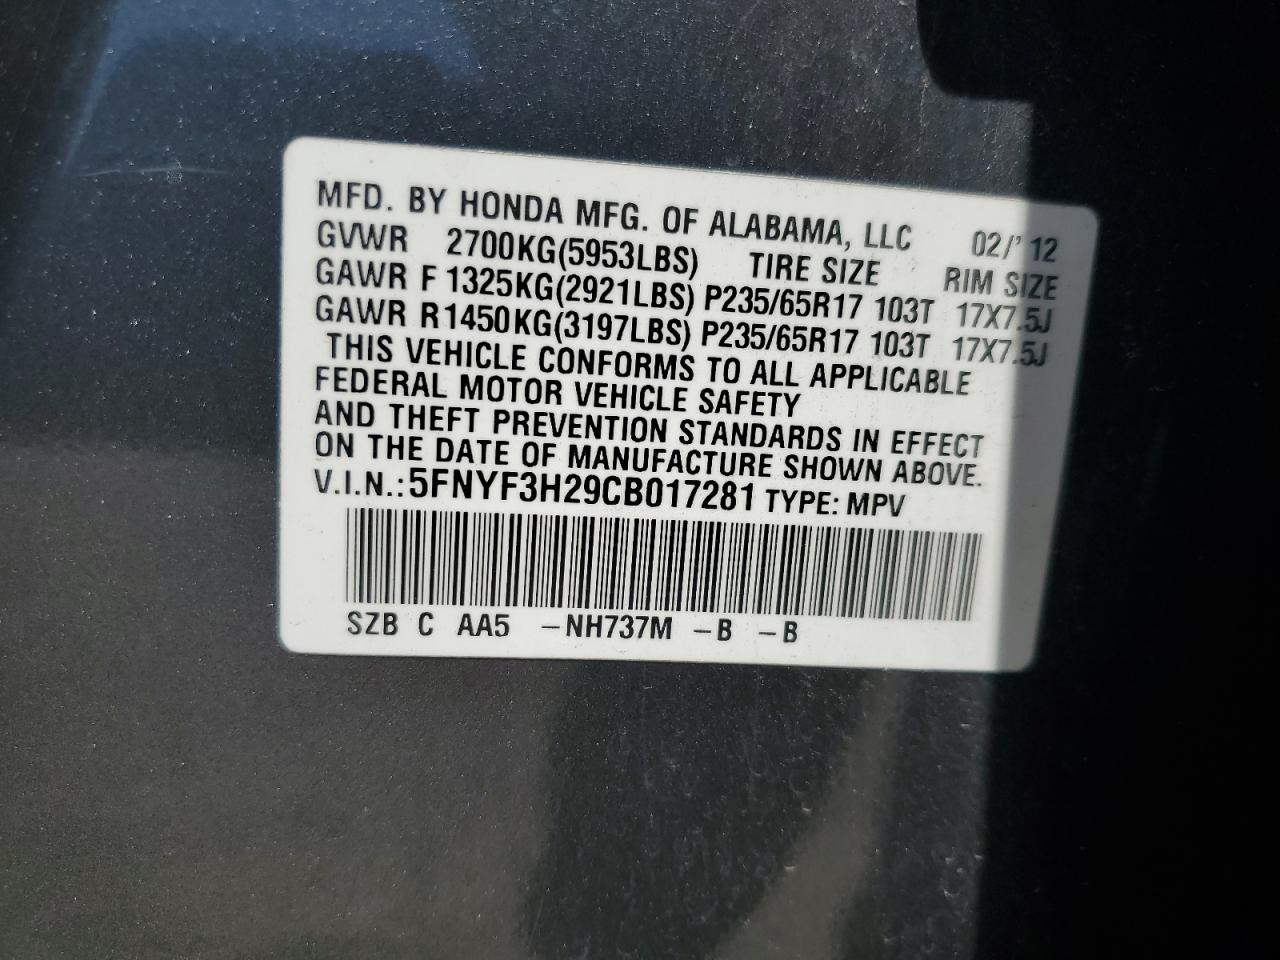 MFD. BY HONDA MFG. OF ALABAMA, LLC 02/'12
GVWR 2700KG(5953LBS) TIRE SIZE RIM SIZE
GAWR F 1325KG(2921LBS) P235/65R17 103T 17X7.5J
GAWR R1450KG(3197LBS) P235/65R17 103T 17X7.5J
THIS VEHICLE CONFORMS TO ALL APPLICABLE
FEDERAL MOTOR VEHICLE SAFETY
AND THEFT PREVENTION STANDARDS IN EFFECT
ON THE DATE OF MANUFACTURE SHOWN ABOVE.
V.I.N.:5FNYF3H29CB017281 TYPE: MPV
SZB C AA5 –NH737M –B –B